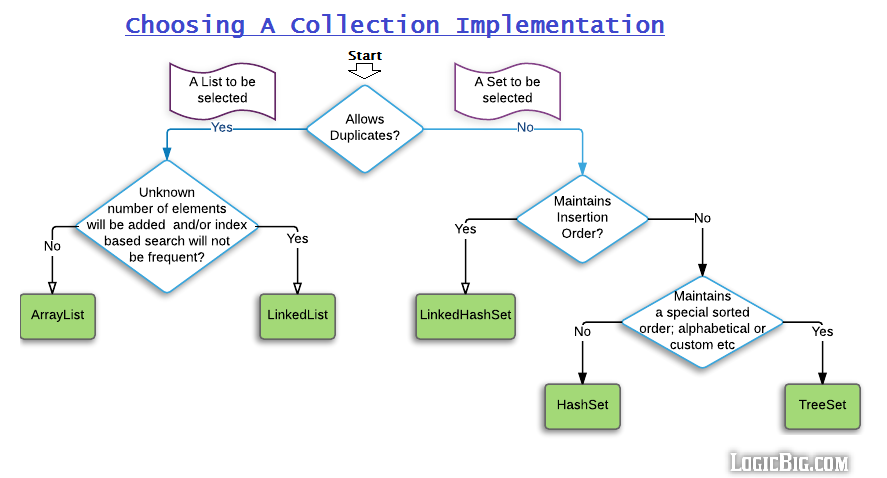 Choosing A Collection Implementation
Start
A List to be
selected
A Set to be
selected
Allows
Duplicates?
Yes
No
Unknown
number of elements
will be added and/or index
based search will not
be frequent?
Maintains
Insertion
Order?
No
Yes
Yes
No
ArrayList
LinkedList
LinkedHashSet
Maintains
a special sorted
order; alphabetical or
custom etc
No
Yes
HashSet
TreeSet
LogicBig.com